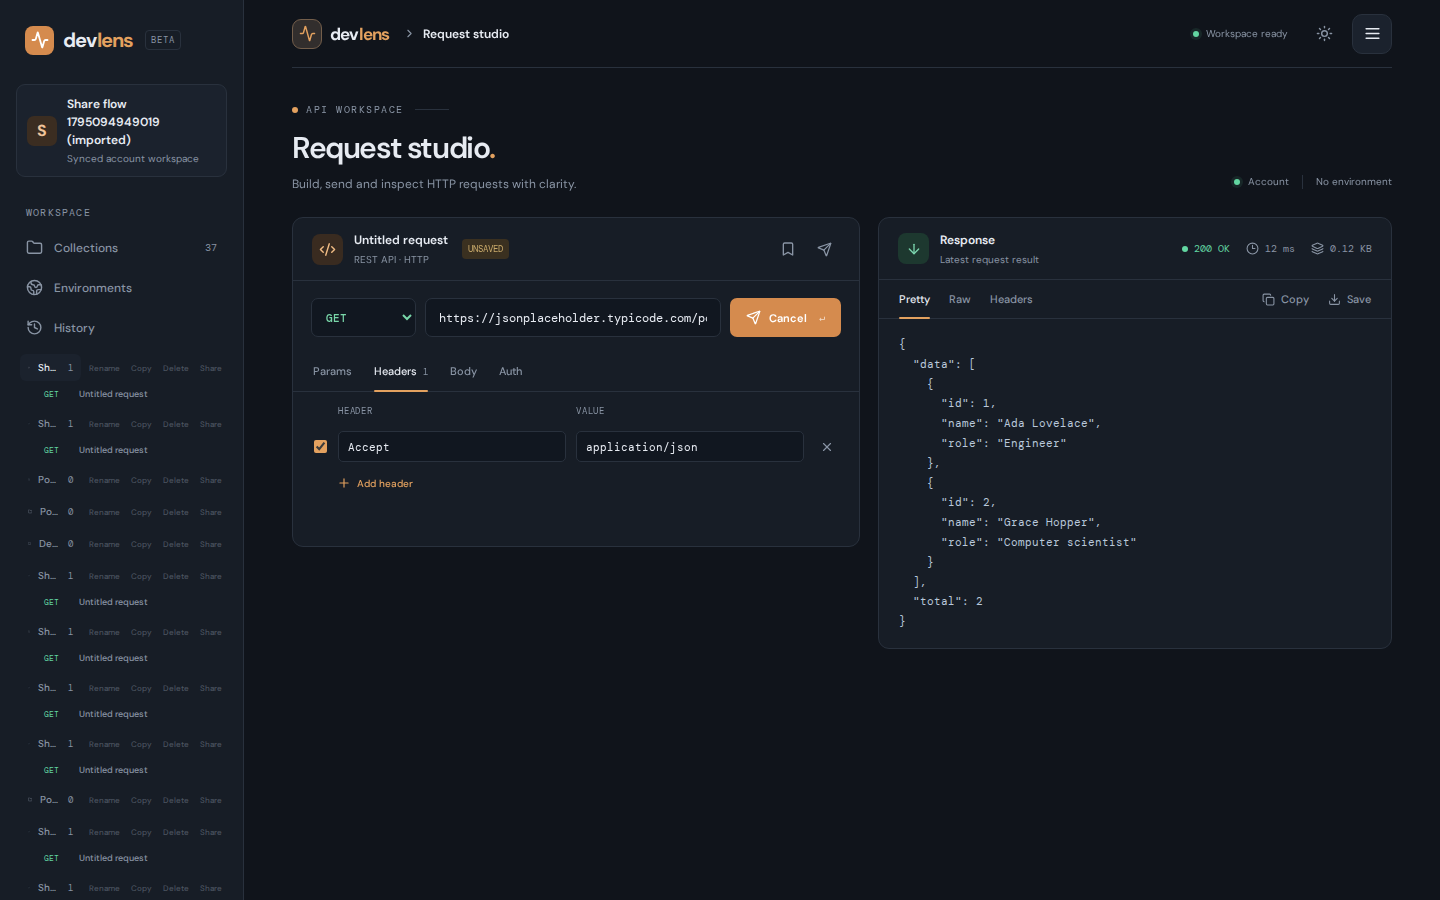 devlens BETA
S
Share flow
1795094949019
(imported)
Synced account workspace
WORKSPACE
Collections 37
Environments
History
Sh... 1 Rename Copy Delete Share
GET Untitled request
Sh... 1 Rename Copy Delete Share
GET Untitled request
Po... 0 Rename Copy Delete Share
Po... 0 Rename Copy Delete Share
De... 0 Rename Copy Delete Share
Sh... 1 Rename Copy Delete Share
GET Untitled request
Sh... 1 Rename Copy Delete Share
GET Untitled request
Sh... 1 Rename Copy Delete Share
GET Untitled request
Sh... 1 Rename Copy Delete Share
GET Untitled request
Po... 0 Rename Copy Delete Share
Sh... 1 Rename Copy Delete Share
GET Untitled request
Sh... 1 Rename Copy Delete Share
devlens > Request studio
Workspace ready
API WORKSPACE
Request studio.
Build, send and inspect HTTP requests with clarity.
Account No environment
Untitled request UNSAVED
REST API · HTTP
GET https://jsonplaceholder.typicode.com/po Cancel ↵
Params Headers 1 Body Auth
HEADER VALUE
Accept application/json
+ Add header
Response
Latest request result
200 OK 12 ms 0.12 KB
Pretty Raw Headers Copy Save
{
"data": [
{
"id": 1,
"name": "Ada Lovelace",
"role": "Engineer"
},
{
"id": 2,
"name": "Grace Hopper",
"role": "Computer scientist"
}
],
"total": 2
}